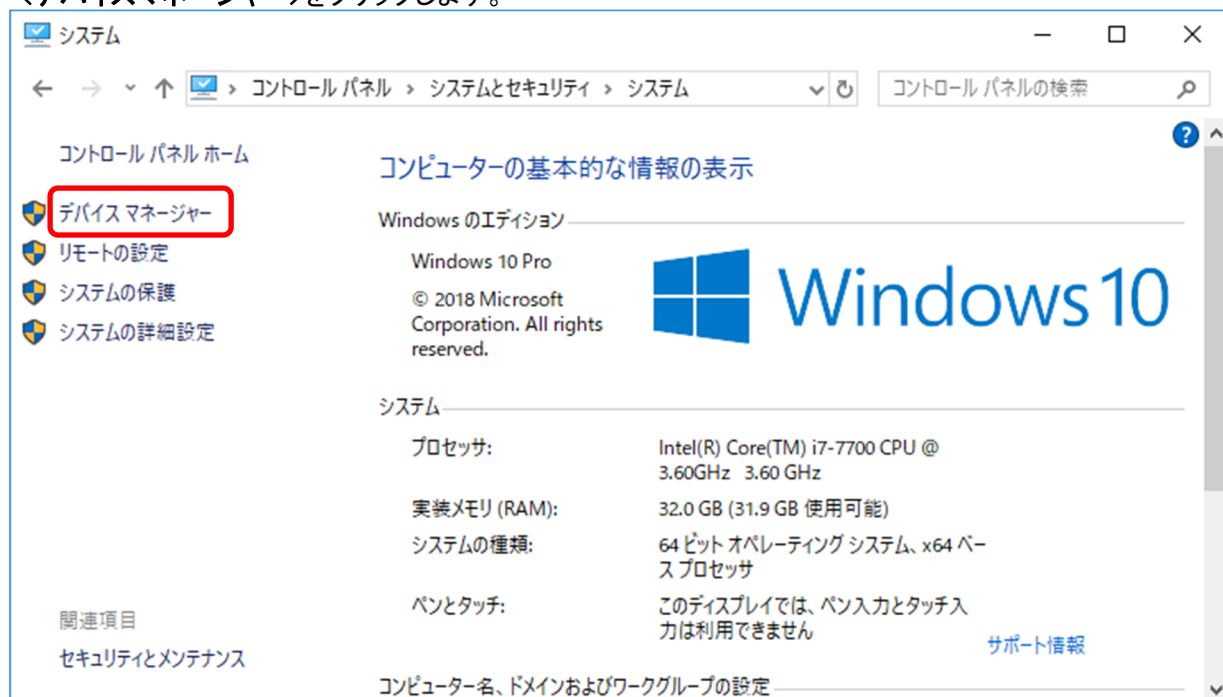 システム
コントロール パネル › システムとセキュリティ › システム
コントロール パネルの検索
コントロール パネル ホーム
デバイス マネージャー
リモートの設定
システムの保護
システムの詳細設定
関連項目
セキュリティとメンテナンス
コンピューターの基本的な情報の表示
Windows のエディション
Windows 10 Pro
© 2018 Microsoft
Corporation. All rights
reserved.
Windows 10
システム
プロセッサ:
Intel(R) Core(TM) i7-7700 CPU @
3.60GHz 3.60 GHz
実装メモリ (RAM):
32.0 GB (31.9 GB 使用可能)
システムの種類:
64 ビット オペレーティング システム、x64 ベー
ス プロセッサ
ペンとタッチ:
このディスプレイでは、ペン入力とタッチ入
力は利用できません
サポート情報
コンピューター名、ドメインおよびワークグループの設定